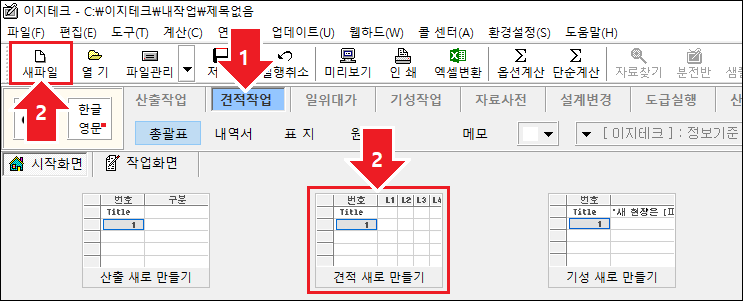 이지테크 - C:\이지테크\내작업\제목없음
파일(F) 편집(E) 도구(T) 계산(C) 업데이트(U) 웹하드(W) 콜 센터(A) 환경설정(S) 도움말(H)
새파일 열 기 파일관리 저 실행취소 미리보기 인 쇄 엑셀변환 옵션계산 단순계산 자료찾기 분전반 샘플
1
2
한글
영문
산출작업 견적작업 일위대가 기성작업 자료사전 설계변경 도급실행 산
총괄표 내역서 표 지 원 메모 [ 이지테크 ] : 정보기준
2
시작화면 작업화면
번호 구분
Title
1
산출 새로 만들기
번호 L1 L2 L3 L4
Title
1
견적 새로 만들기
번호
Title "새 현장은 [파
1
기성 새로 만들기